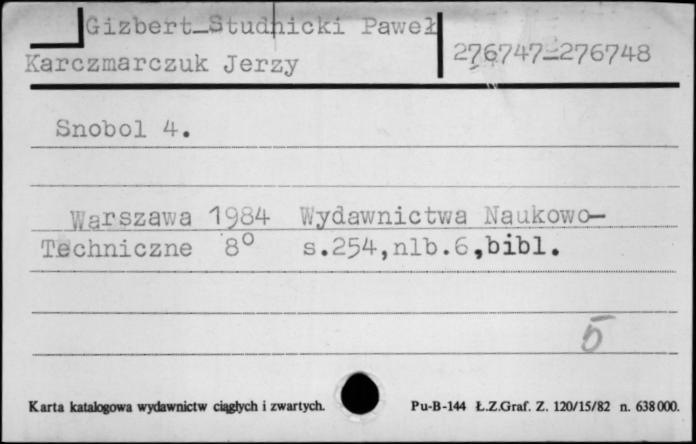 Gizbert-Studnicki Paweł
Karczmarczuk Jerzy
276747-276748
Snobol 4.
Warszawa 1984 Wydawnictwa Naukowo-
Techniczne 8° s.254,nlb.6,bibl.
5
Karta katalogowa wydawnictw ciągłych i zwartych.
Pu-B-144 Ł.Z.Graf. Z. 120/15/82 n. 638000.